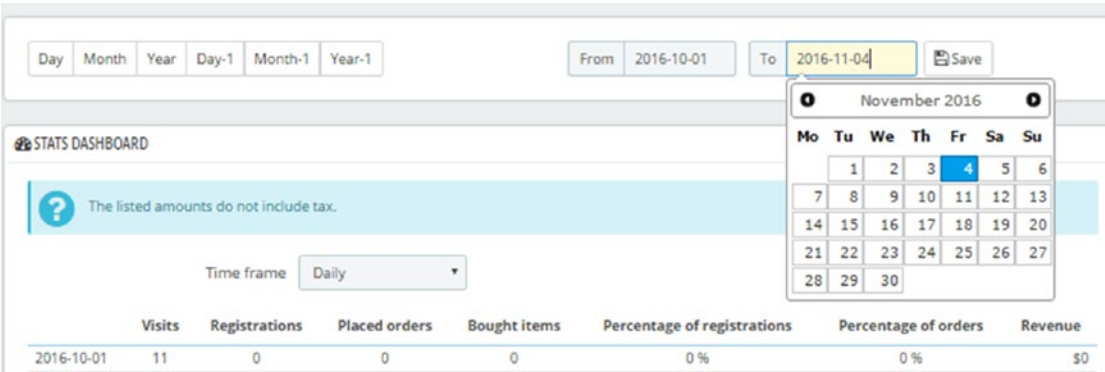 Day Month Year Day-1 Month-1 Year-1 From 2016-10-01 To 2016-11-04 Save
November 2016
Mo Tu We Th Fr Sa Su
1 2 3 4 5 6
7 8 9 10 11 12 13
14 15 16 17 18 19 20
21 22 23 24 25 26 27
28 29 30
STATS DASHBOARD
? The listed amounts do not include tax.
Time frame Daily
Visits Registrations Placed orders Bought items Percentage of registrations Percentage of orders Revenue
2016-10-01 11 0 0 0 0 % 0 % $0